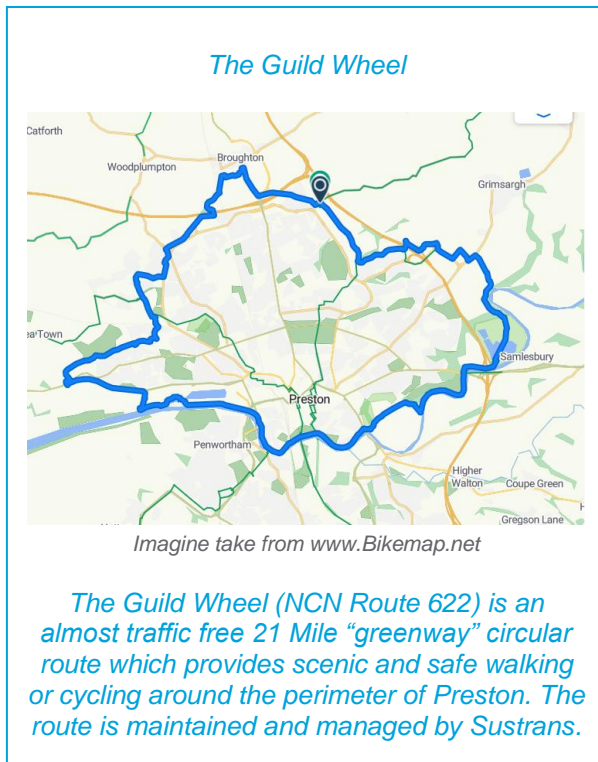 The Guild Wheel
Catforth
Broughton
Woodplumpton
Grimsargh
ea Town
Samlesbury
Preston
Penwortham
Higher
Walton
Coupe Green
Gregson Lane
Imagine take from www.Bikemap.net
The Guild Wheel (NCN Route 622) is an
almost traffic free 21 Mile “greenway” circular
route which provides scenic and safe walking
or cycling around the perimeter of Preston. The
route is maintained and managed by Sustrans.